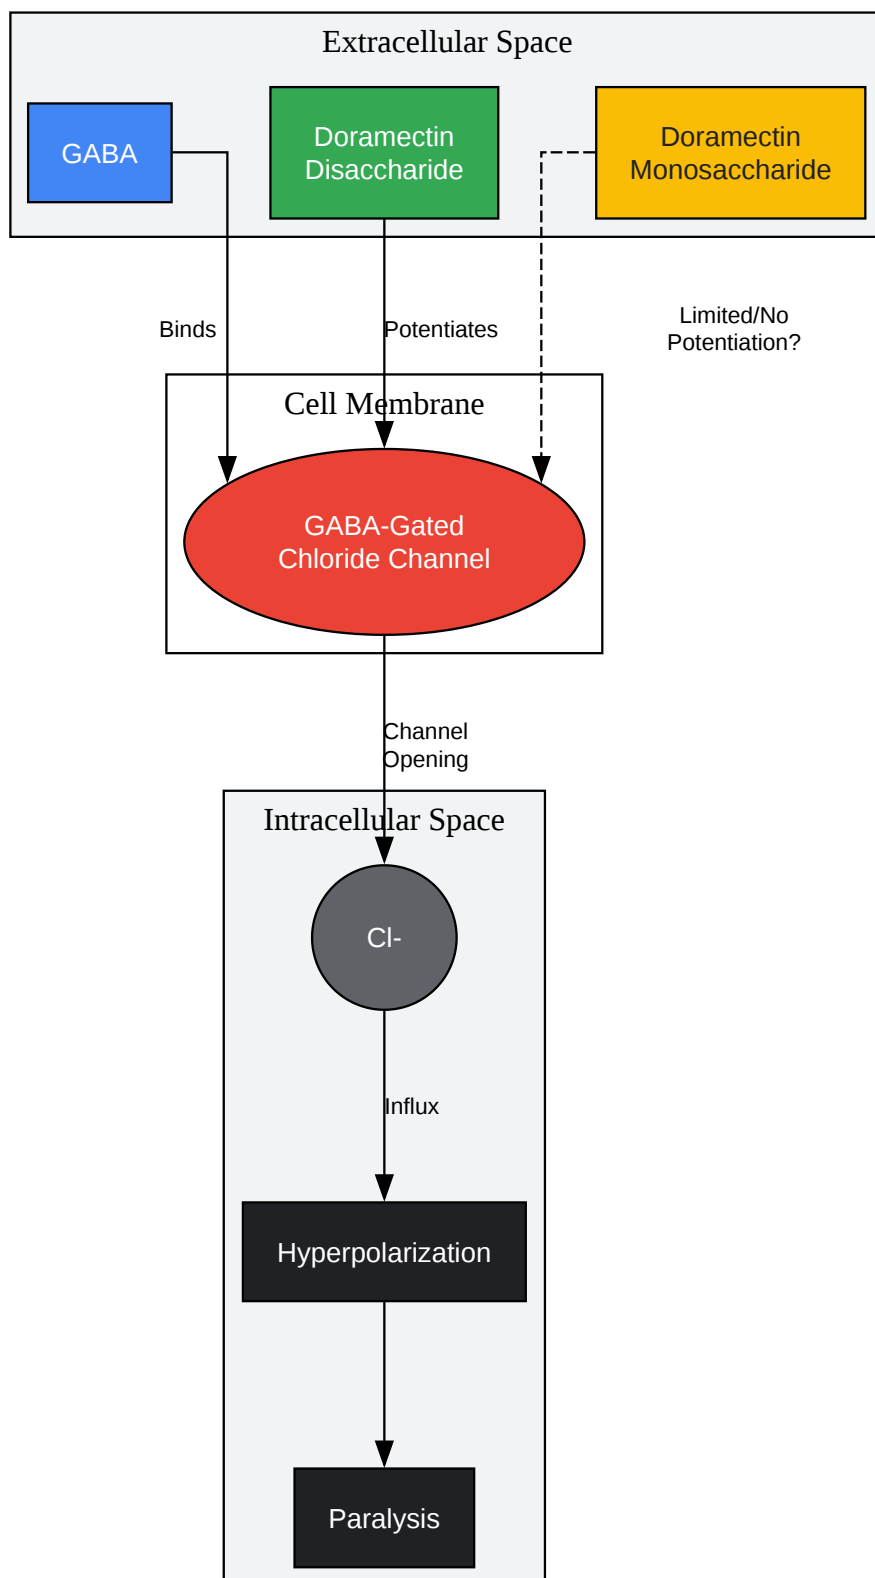 Extracellular Space
GABA
Doramectin
Disaccharide
Doramectin
Monosaccharide
Binds
Potentiates
Limited/No
Potentiation?
Cell Membrane
GABA-Gated
Chloride Channel
Channel
Opening
Intracellular Space
Cl-
Influx
Hyperpolarization
Paralysis